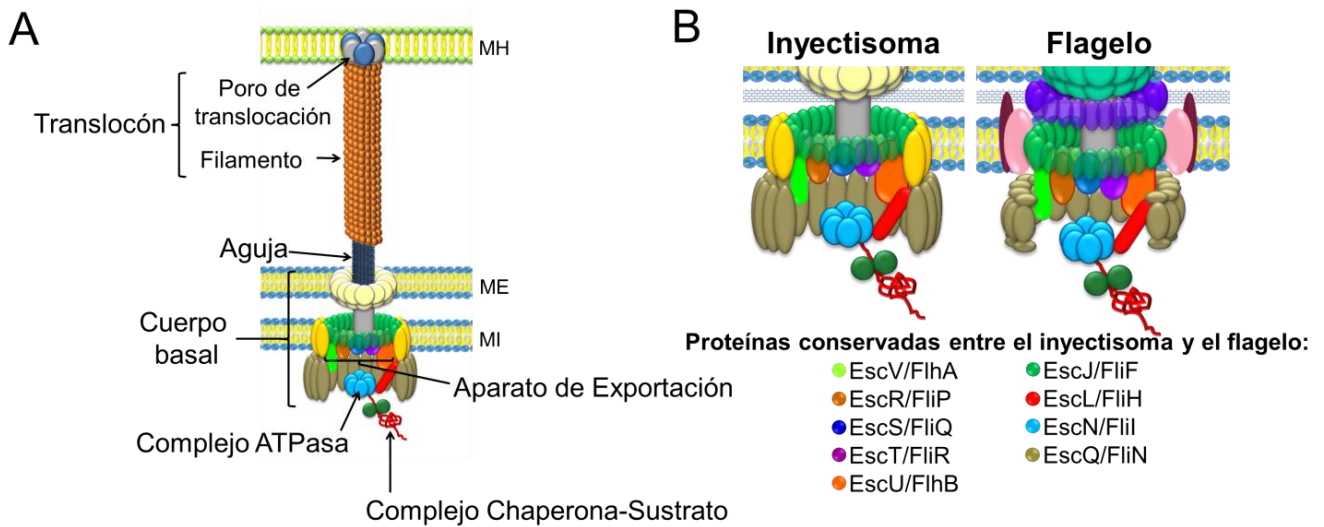 A
MH
Poro de
translocación
Translocón
Filamento
Aguja
ME
Cuerpo
basal
MI
Aparato de Exportación
Complejo ATPasa
Complejo Chaperona-Sustrato
B
Inyectisoma
Flagelo
Proteínas conservadas entre el inyectisoma y el flagelo:
EscV/FlhA
EscR/FliP
EscS/FliQ
EscT/FliR
EscU/FlhB
EscJ/FliF
EscL/FliH
EscN/FliI
EscQ/FliN